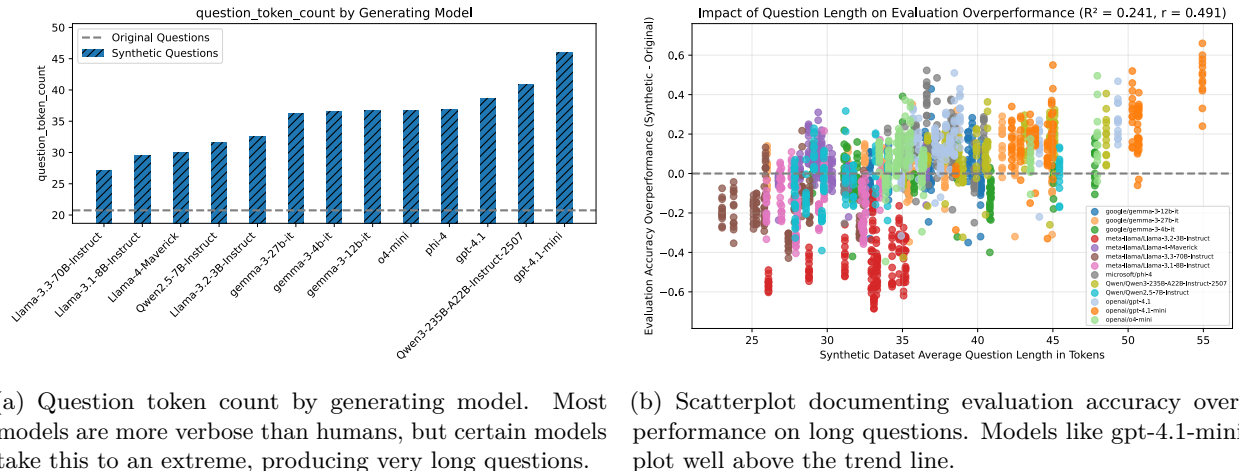 question_token_count by Generating Model
50
45
40
35
30
25
20
question_token_count
Original Questions
Synthetic Questions
Llama-3.3-70B-Instruct
Llama-3.1-8B-Instruct
Llama-4-Maverick
Qwen2.5-7B-Instruct
Llama-3.2-3B-Instruct
gemma-3-27b-it
gemma-3-4b-it
gemma-3-12b-it
o4-mini
phi-4
gpt-4.1
Qwen3-235B-A22B-Instruct-2507
gpt-4.1-mini
Impact of Question Length on Evaluation Overperformance (R² = 0.241, r = 0.491)
Evaluation Accuracy Overperformance (Synthetic - Original)
0.6
0.4
0.2
0.0
−0.2
−0.4
−0.6
25
30
35
40
45
50
55
Synthetic Dataset Average Question Length in Tokens
google/gemma-3-12b-it
google/gemma-3-27b-it
google/gemma-3-4b-it
meta-llama/Llama-3.2-3B-Instruct
meta-llama/Llama-4-Maverick
meta-llama/Llama-3.3-70B-Instruct
meta-llama/Llama-3.1-8B-Instruct
microsoft/phi-4
Qwen/Qwen3-235B-A22B-Instruct-2507
Qwen/Qwen2.5-7B-Instruct
openai/gpt-4.1
openai/gpt-4.1-mini
openai/o4-mini
a) Question token count by generating model. Most
models are more verbose than humans, but certain models
take this to an extreme, producing very long questions.
(b) Scatterplot documenting evaluation accuracy over
performance on long questions. Models like gpt-4.1-mini
plot well above the trend line.